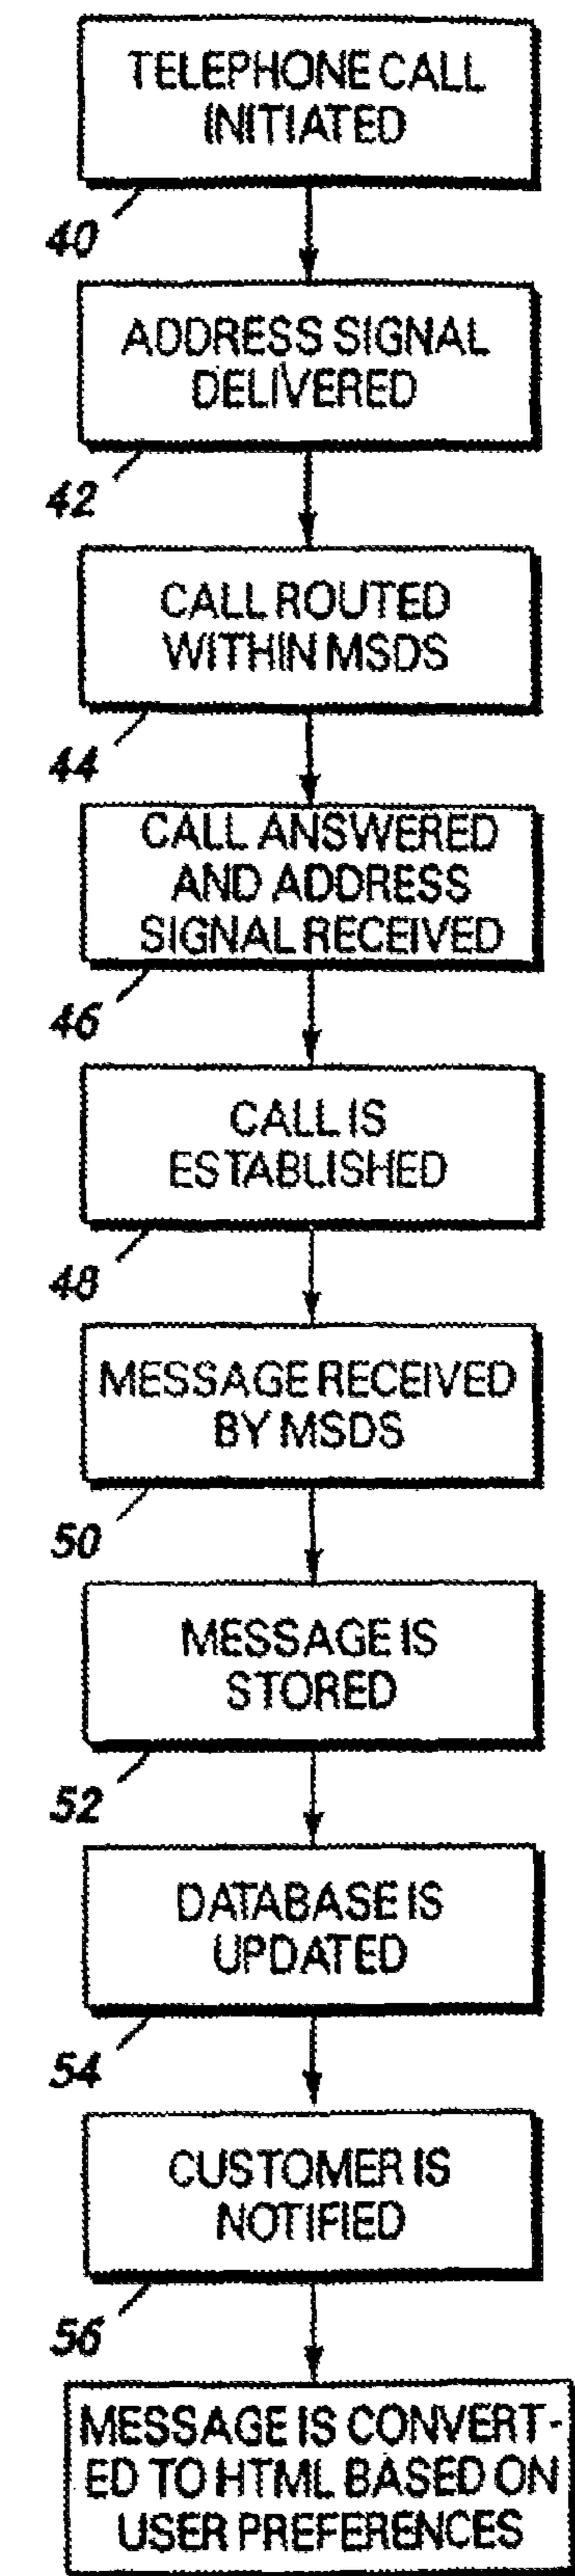 TELEPHONE CALL
INITIATED
40
ADDRESS SIGNAL
DELIVERED
42
CALL ROUTED
WITHIN MSDS
44
CALL ANSWERED
AND ADDRESS
SIGNAL RECEIVED
46
CALL IS
ESTABLISHED
48
MESSAGE RECEIVED
BY MSDS
50
MESSAGE IS
STORED
52
DATABASE IS
UPDATED
54
CUSTOMER IS
NOTIFIED
56
MESSAGE IS CONVERT-
ED TO HTML BASED ON
USER PREFERENCES